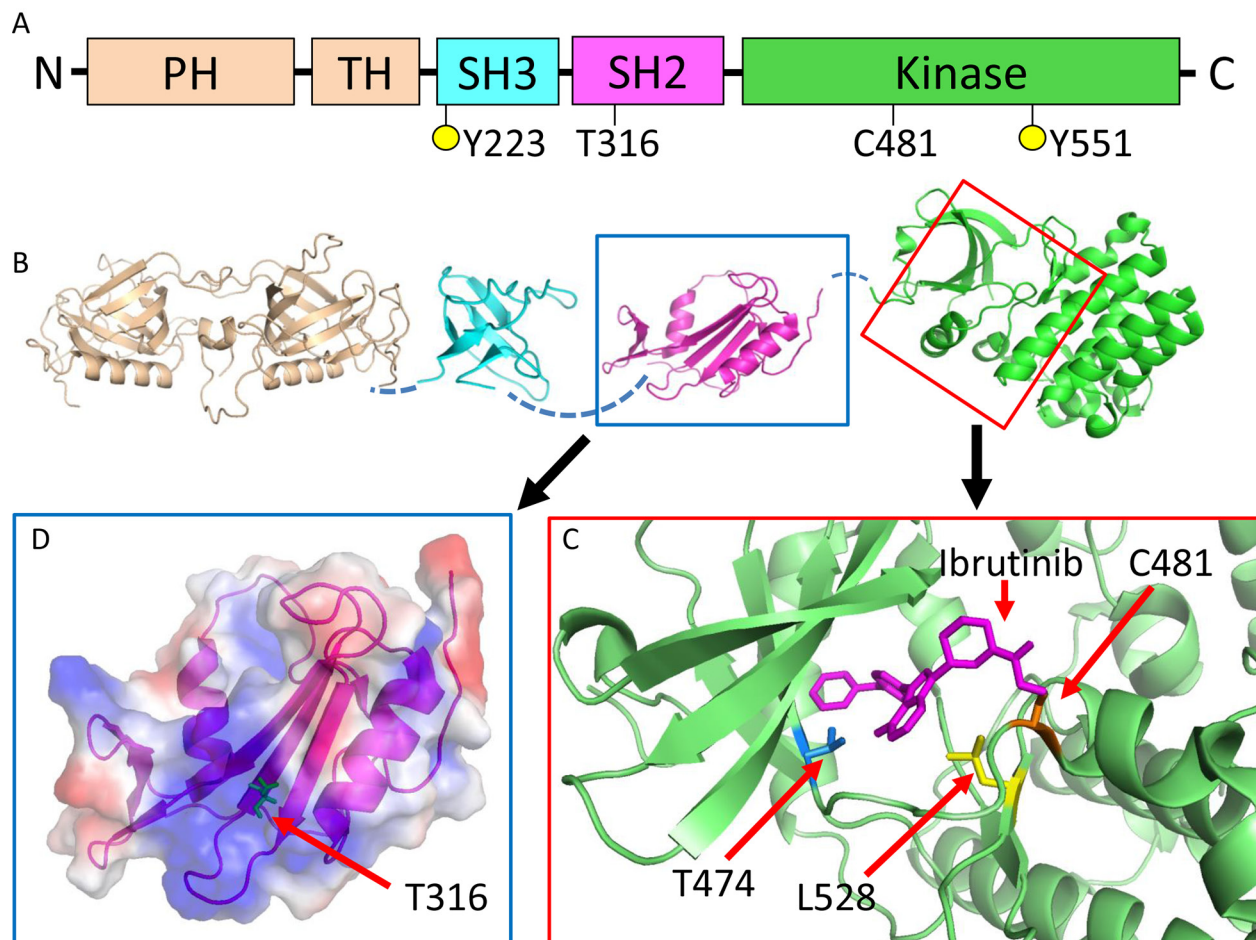 A
N PH TH SH3 SH2 Kinase C
Y223 T316 C481 Y551
B
D
T316
C
Ibrutinib C481
T474
L528